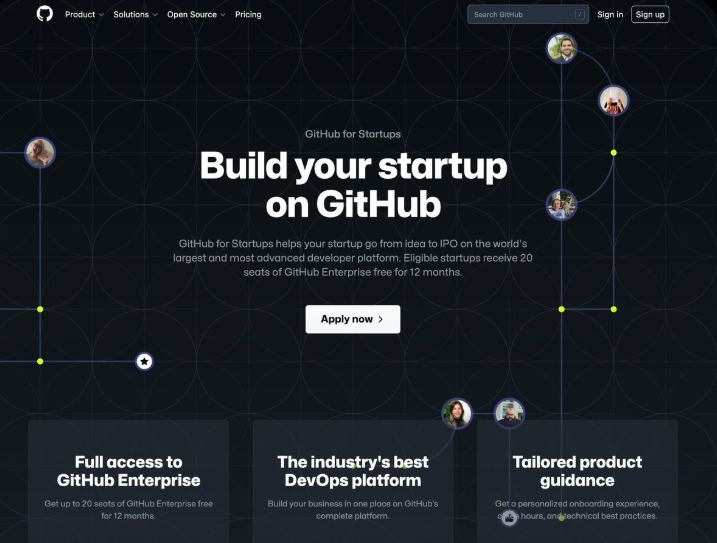 Product
Solutions
Open Source
Pricing
Search GitHub
/
Sign in
Sign up
GitHub for Startups
Build your startup
on GitHub
GitHub for Startups helps your startup go from idea to IPO on the world's
largest and most advanced developer platform. Eligible startups receive 20
seats of GitHub Enterprise free for 12 months.
Apply now
Full access to
GitHub Enterprise
Get up to 20 seats of GitHub Enterprise free
for 12 months.
The industry's best
DevOps platform
Build your business in one place on GitHub's
complete platform.
Tailored product
guidance
Get a personalized onboarding experience,
hours, and technical best practices.